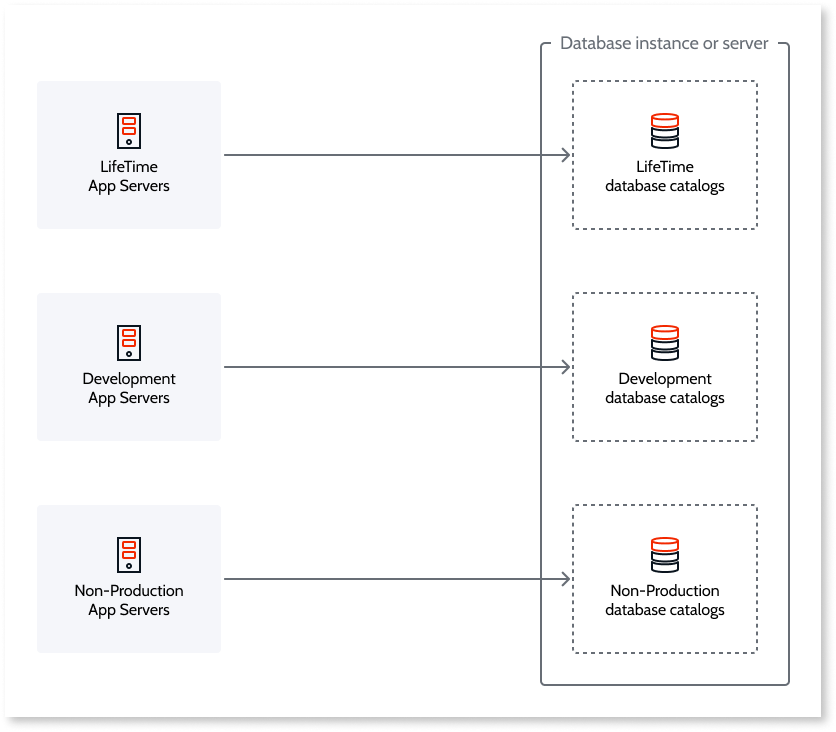 Database instance or server
LifeTime
App Servers
LifeTime
database catalogs
Development
App Servers
Development
database catalogs
Non-Production
App Servers
Non-Production
database catalogs